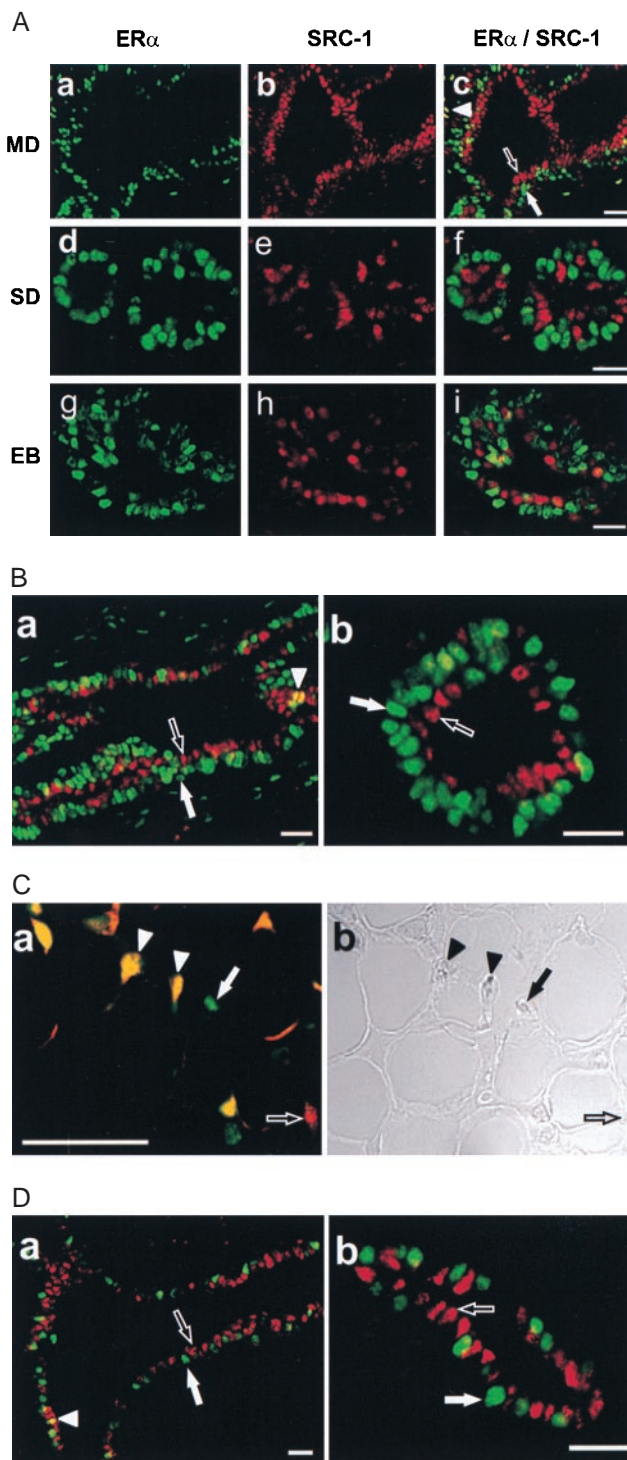 A
ERα SRC-1 ERα / SRC-1
MD a b c
SD d e f
EB g h i
B
a b
C
a b
D
a b